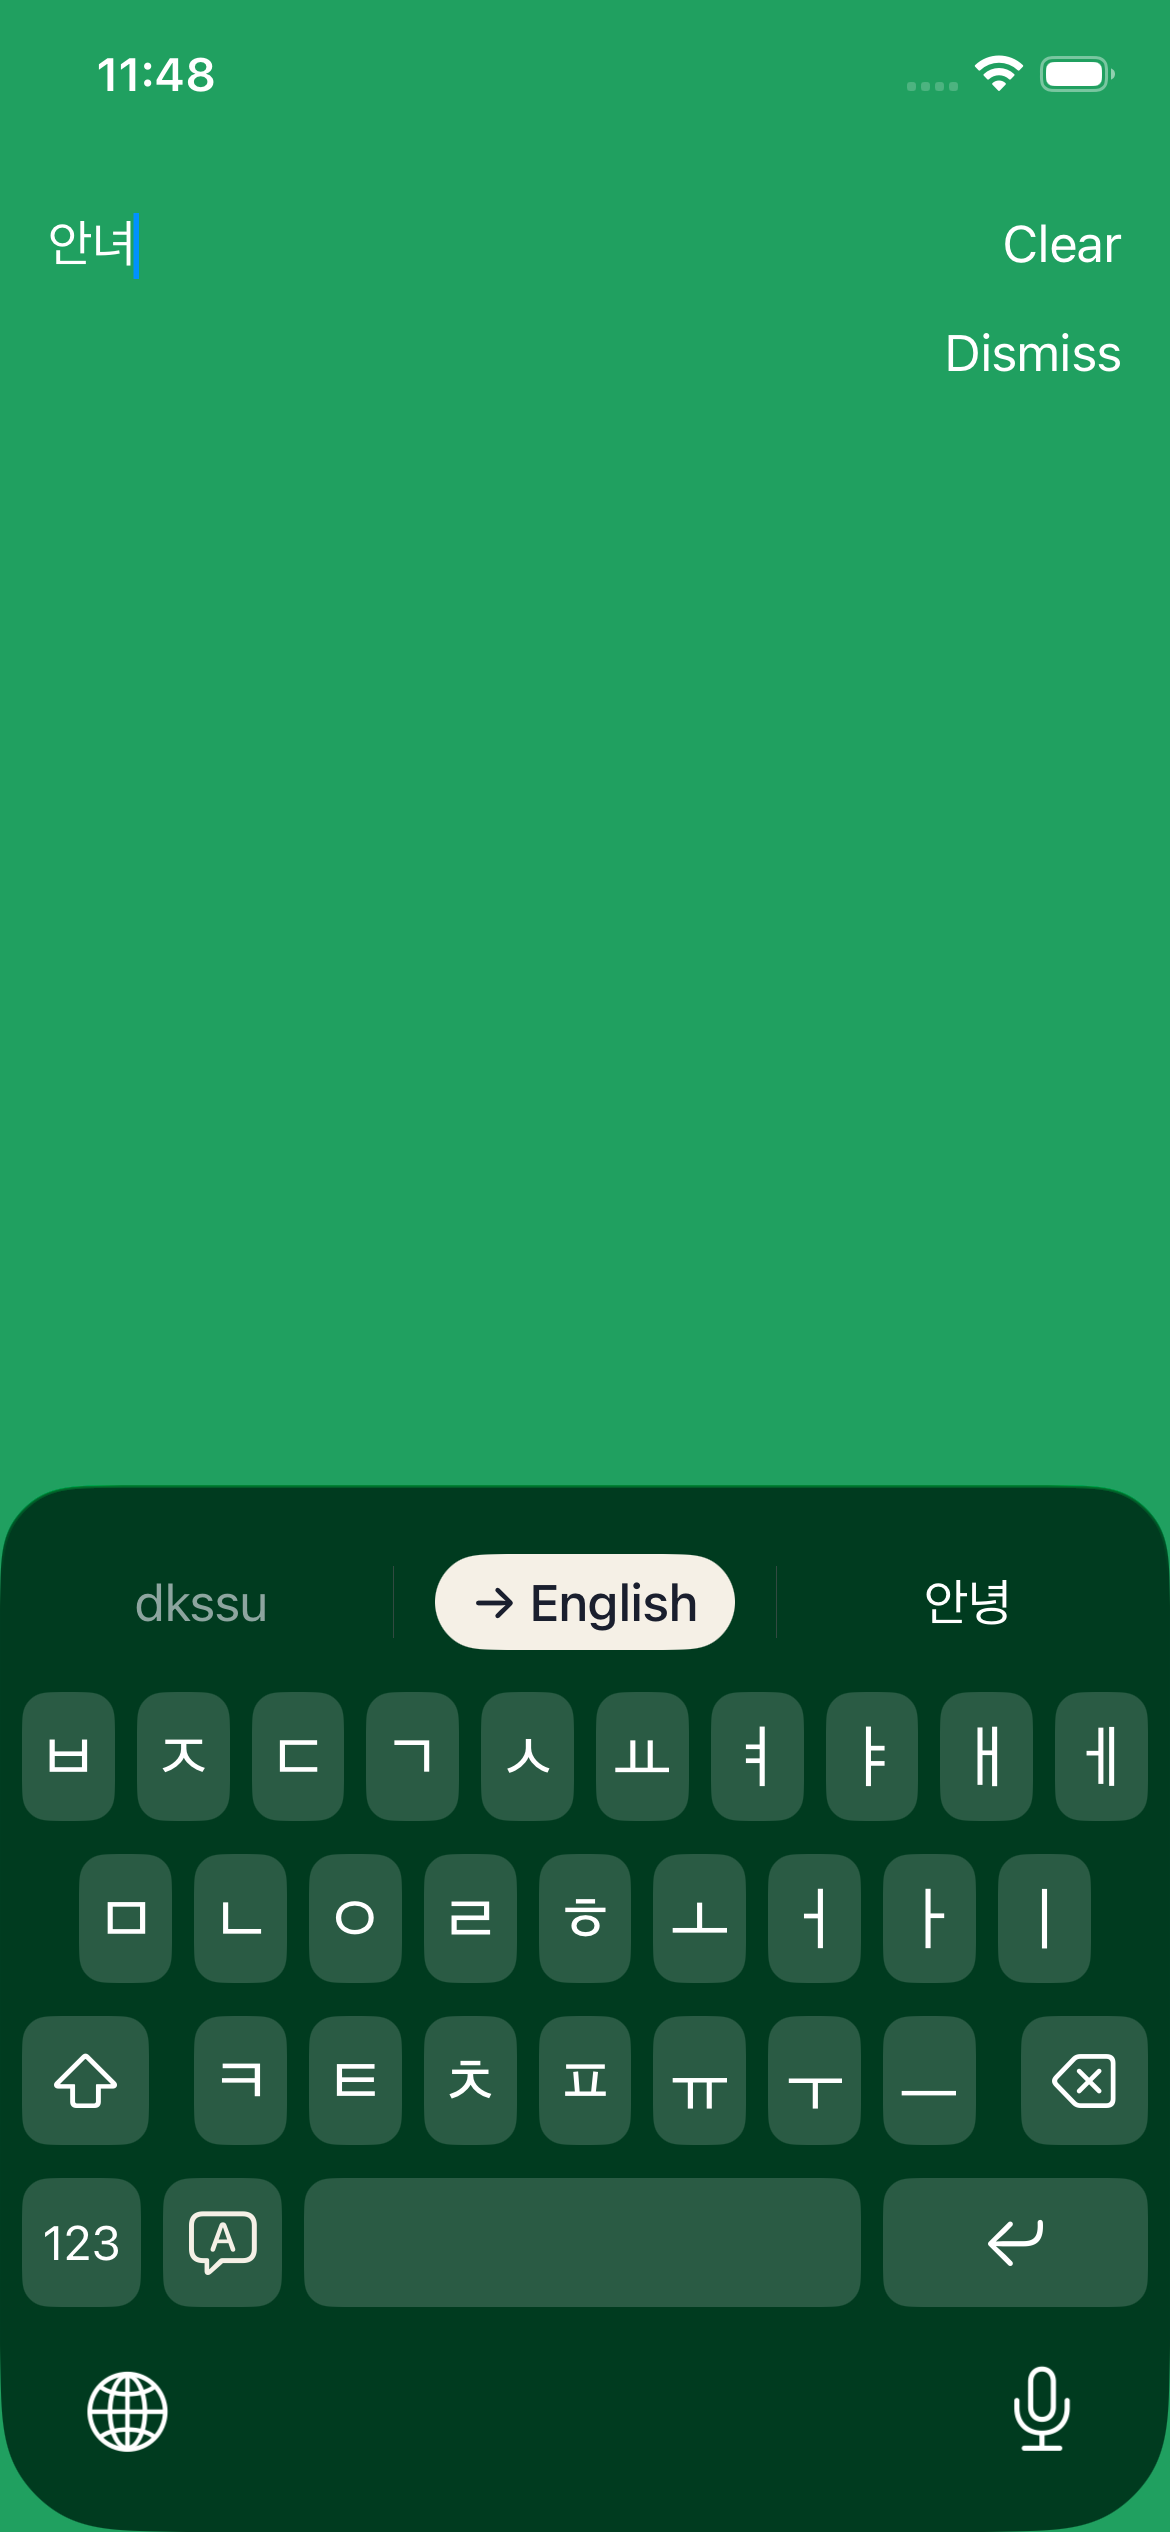 11:48
안녀
Clear
Dismiss
dkssu
→ English
안녕
ㅂ ㅈ ㄷ ㄱ ㅅ ㅛ ㅕ ㅑ ㅐ ㅔ
ㅁ ㄴ ㅇ ㄹ ㅎ ㅗ ㅓ ㅏ ㅣ
ㅋ ㅌ ㅊ ㅍ ㅠ ㅜ ㅡ
123 A